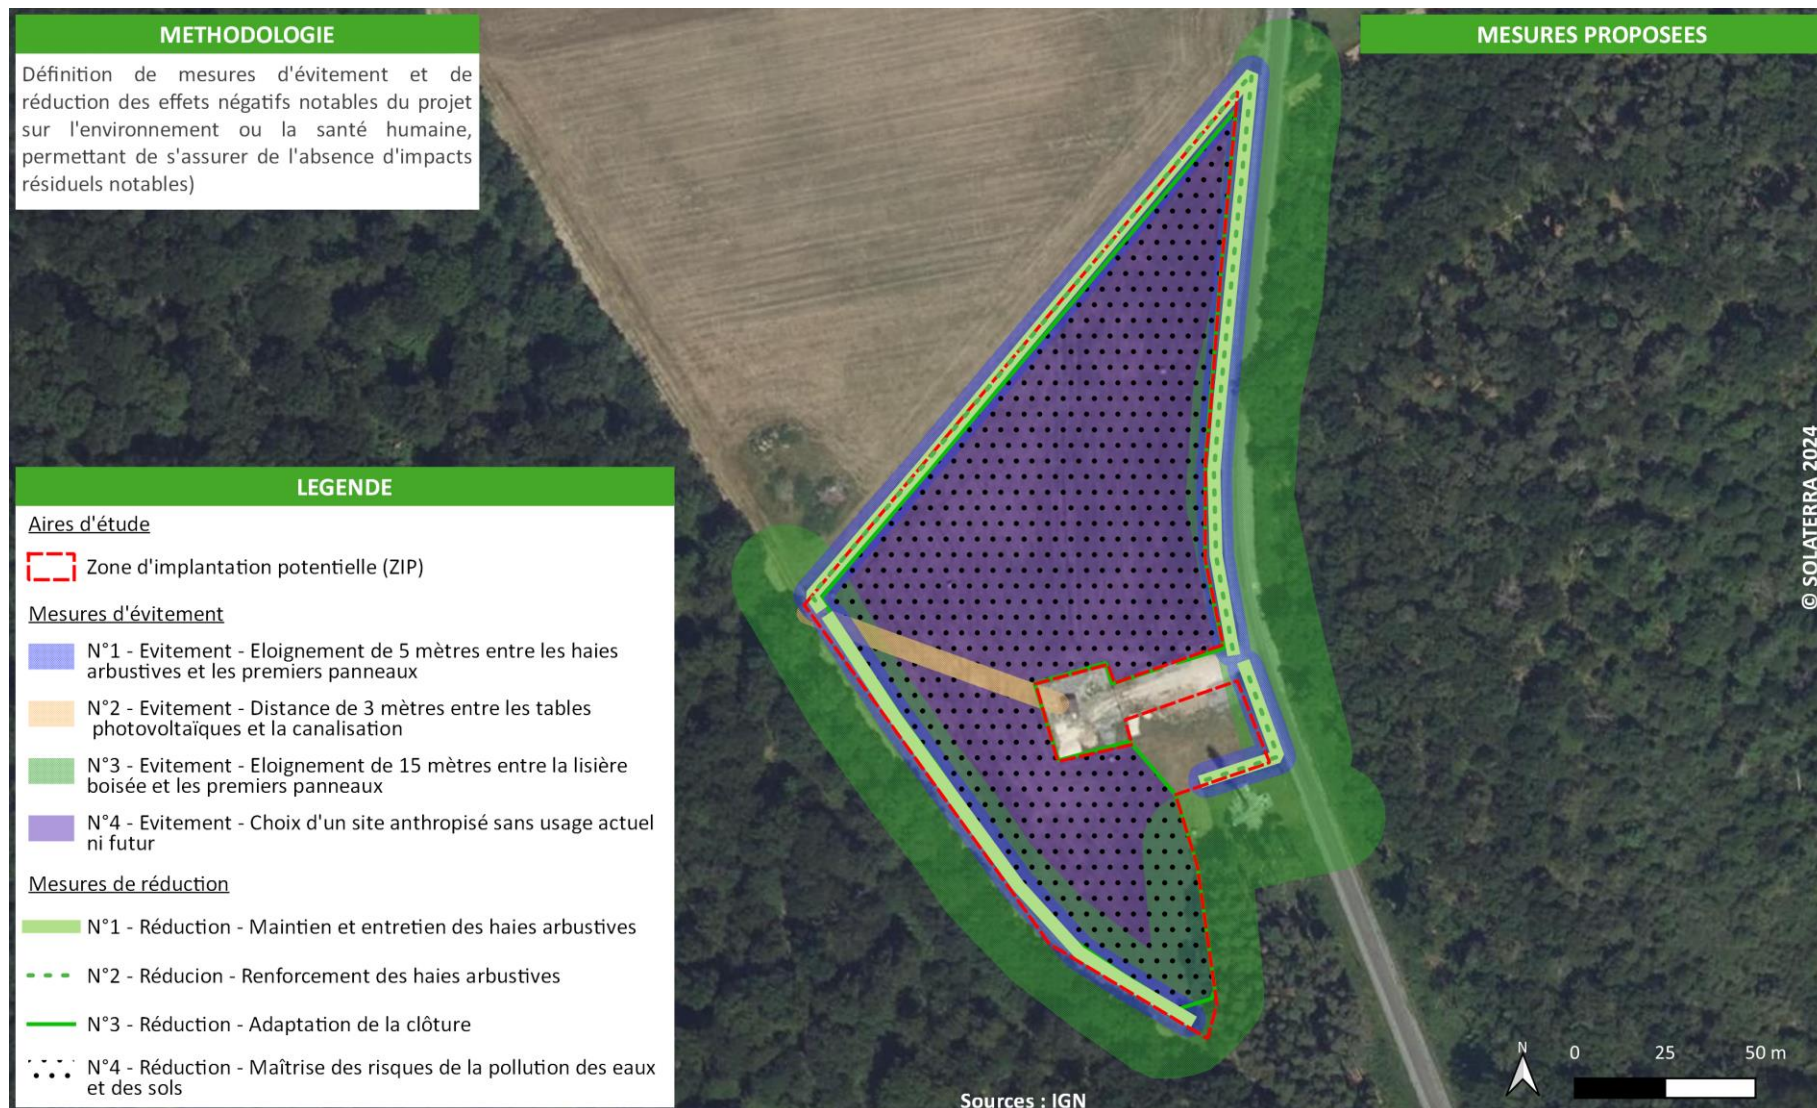 METHODOLOGIE
Définition de mesures d'évitement et de
réduction des effets négatifs notables du projet
sur l'environnement ou la santé humaine,
permettant de s'assurer de l'absence d'impacts
résiduels notables)
MESURES PROPOSEES
LEGENDE
Aires d'étude
Zone d'implantation potentielle (ZIP)
Mesures d'évitement
N°1 - Evitement - Eloignement de 5 mètres entre les haies
arbustives et les premiers panneaux
N°2 - Evitement - Distance de 3 mètres entre les tables
photovoltaïques et la canalisation
N°3 - Evitement - Eloignement de 15 mètres entre la lisière
boisée et les premiers panneaux
N°4 - Evitement - Choix d'un site anthropisé sans usage actuel
ni futur
Mesures de réduction
N°1 - Réduction - Maintien et entretien des haies arbustives
N°2 - Réducion - Renforcement des haies arbustives
N°3 - Réduction - Adaptation de la clôture
N°4 - Réduction - Maîtrise des risques de la pollution des eaux
et des sols
© SOLATERRA 2024
N
0 25 50 m
Sources : IGN